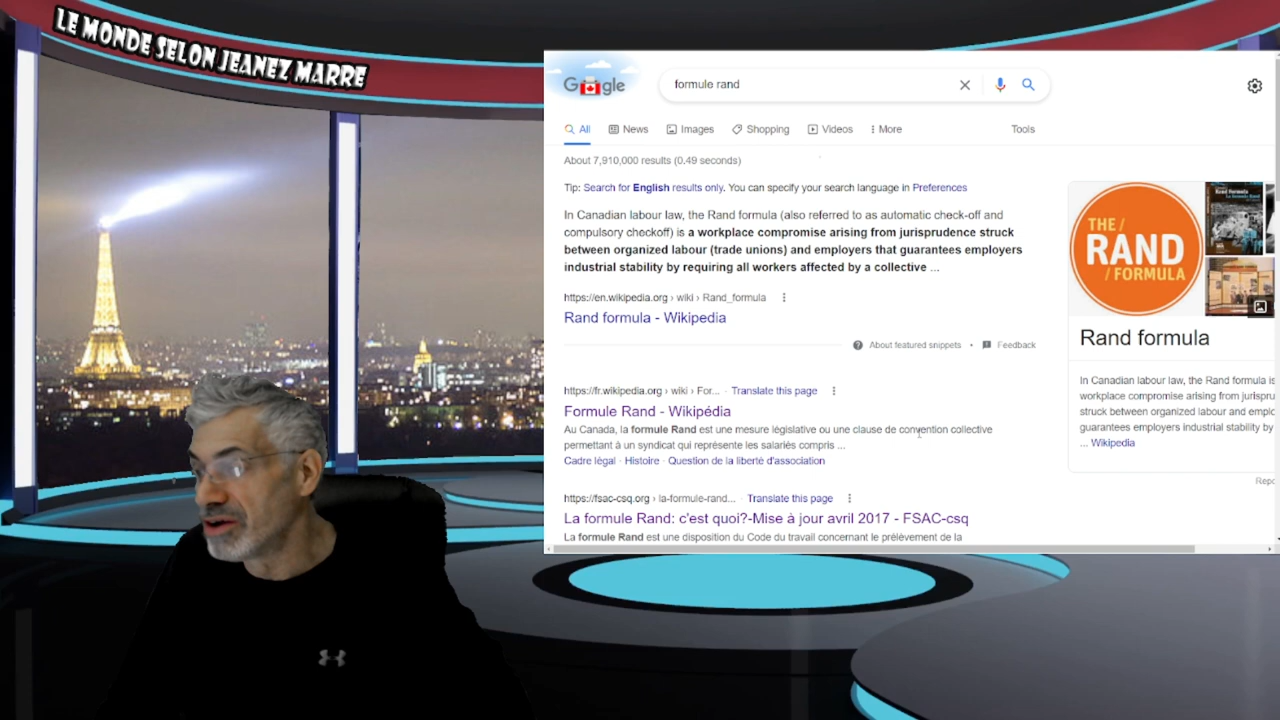 LE MONDE SELON JEANEZ MARRE
Google
formule rand
All
News
Images
Shopping
Videos
More
Tools
About 7,910,000 results (0.49 seconds)
Tip: Search for English results only. You can specify your search language in Preferences
In Canadian labour law, the Rand formula (also referred to as automatic check-off and
compulsory checkoff) is a workplace compromise arising from jurisprudence struck
between organized labour (trade unions) and employers that guarantees employers
industrial stability by requiring all workers affected by a collective ...
https://en.wikipedia.org › wiki › Rand_formula
Rand formula - Wikipedia
About featured snippets • Feedback
https://fr.wikipedia.org › wiki › For... · Translate this page
Formule Rand - Wikipédia
Au Canada, la formule Rand est une mesure législative ou une clause de convention collective
permettant à un syndicat qui représente les salariés compris ...
Cadre légal · Histoire · Question de la liberté d'association
https://fsac-csq.org › la-formule-rand... · Translate this page
La formule Rand: c'est quoi?-Mise à jour avril 2017 - FSAC-csq
La formule Rand est une disposition du Code du travail concernant le prélèvement de la
THE /
RAND
/ FORMULA
Rand formula
In Canadian labour law, the Rand formula is
workplace compromise arising from jurispru
struck between organized labour and emplo
guarantees employers industrial stability by
... Wikipedia
Repo